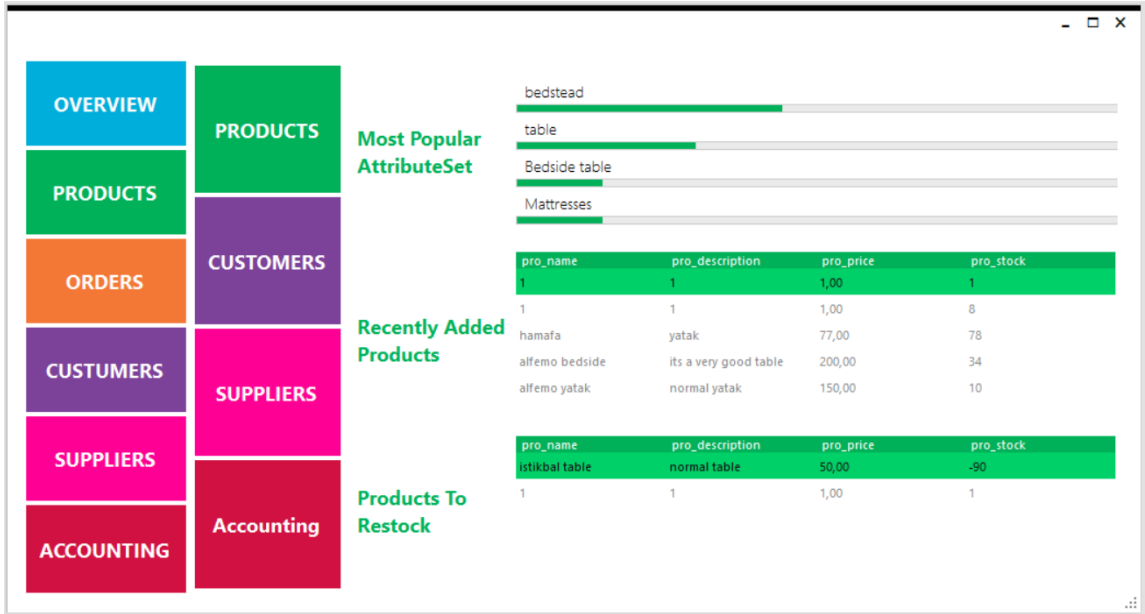 OVERVIEW
PRODUCTS
ORDERS
CUSTUMERS
SUPPLIERS
ACCOUNTING
PRODUCTS
CUSTOMERS
SUPPLIERS
Accounting
Most Popular
AttributeSet
bedstead
table
Bedside table
Mattresses
Recently Added
Products
pro_name pro_description pro_price pro_stock
1 1 1,00 1
1 1 1,00 8
hamafa yatak 77,00 78
alfemo bedside its a very good table 200,00 34
alfemo yatak normal yatak 150,00 10
Products To
Restock
pro_name pro_description pro_price pro_stock
istikbal table normal table 50,00 -90
1 1 1,00 1